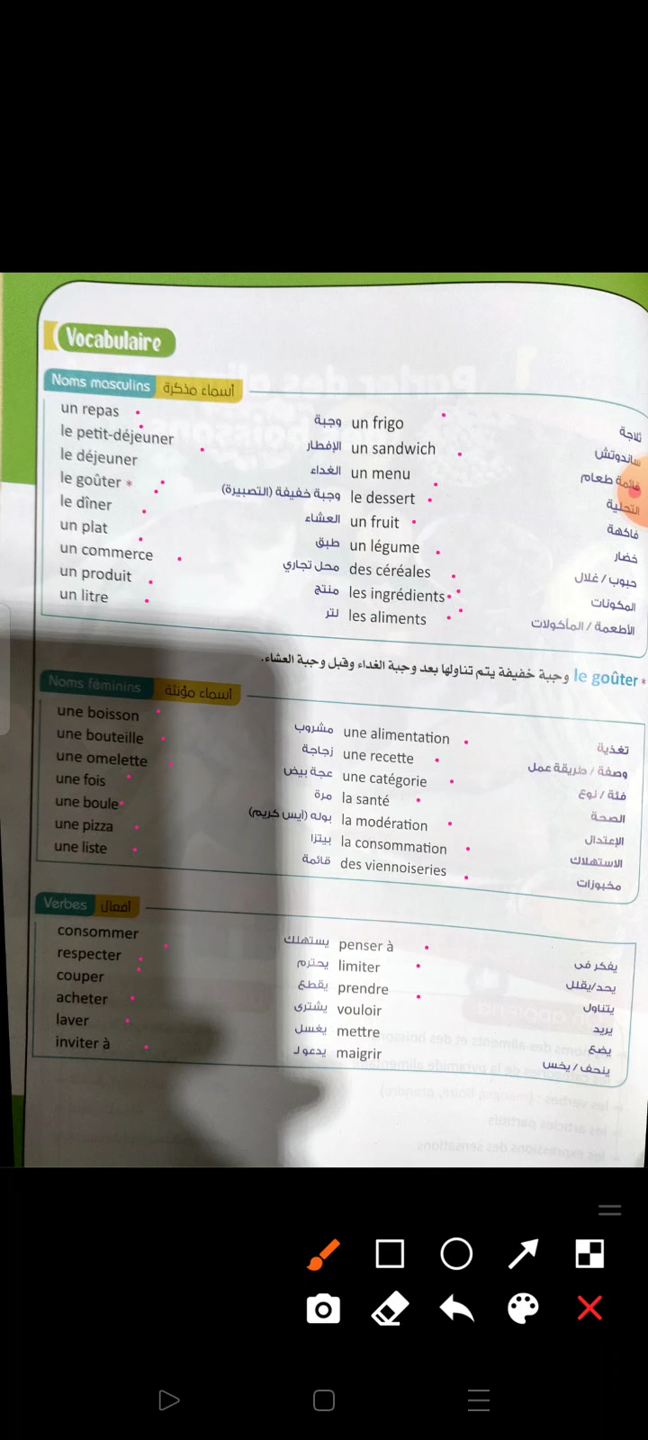 Vocabulaire
Noms masculins أسماء مذكرة
un repas وجبة un frigo ثلاجة
le petit-déjeuner الإفطار un sandwich ساندوتش
le déjeuner الغداء un menu قائمة طعام
le goûter * وجبة خفيفة (التصبيرة) le dessert التحلية
le dîner العشاء un fruit فاكهة
un plat طبق un légume خضار
un commerce محل تجاري des céréales حبوب / غلال
un produit منتج les ingrédients المكونات
un litre لتر les aliments الأطعمة / المأكولات
* le goûter وجبة خفيفة يتم تناولها بعد وجبة الغداء وقبل وجبة العشاء.
Noms féminins أسماء مؤنثة
une boisson مشروب une alimentation تغذية
une bouteille زجاجة une recette وصفة / طريقة عمل
une omelette عجة بيض une catégorie فئة / نوع
une fois مرة la santé الصحة
une boule بوله (آيس كريم) la modération الإعتدال
une pizza بيتزا la consommation الاستهلاك
une liste قائمة des viennoiseries مخبوزات
Verbes أفعال
consommer يستهلك penser à يفكر فى
respecter يحترم limiter يحد/يقلل
couper يقطع prendre يتناول
acheter يشترى vouloir يريد
laver يغسل mettre يضع
inviter à يدعو لـ maigrir ينحف / يخس